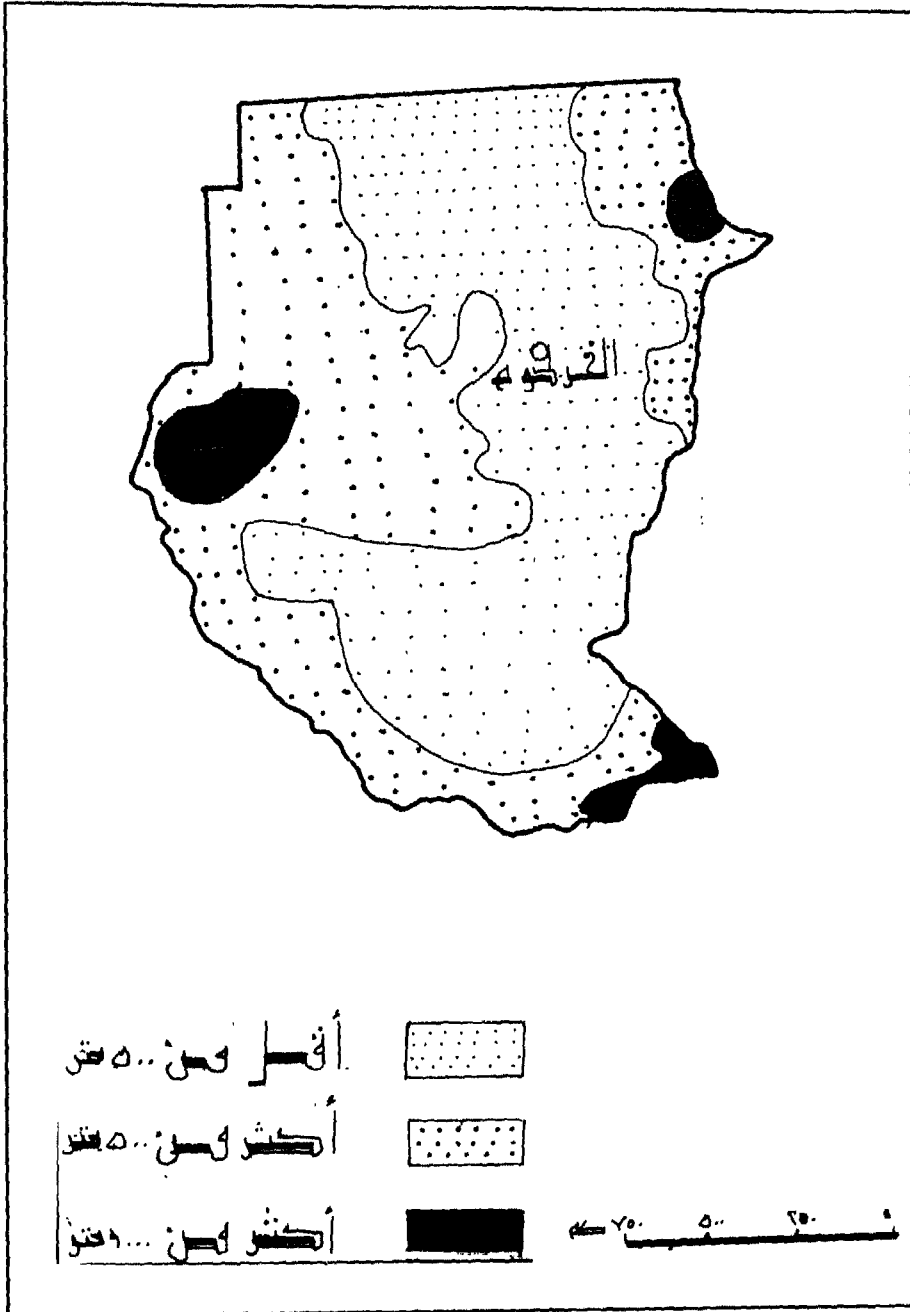 الخرطوم
أقل من ٥٠٠ متر
أكثر من ٥٠٠ متر
أكثر من ١٠٠٠ متر
كم ٧٥٠ ٥٠٠ ٢٥٠ ٠